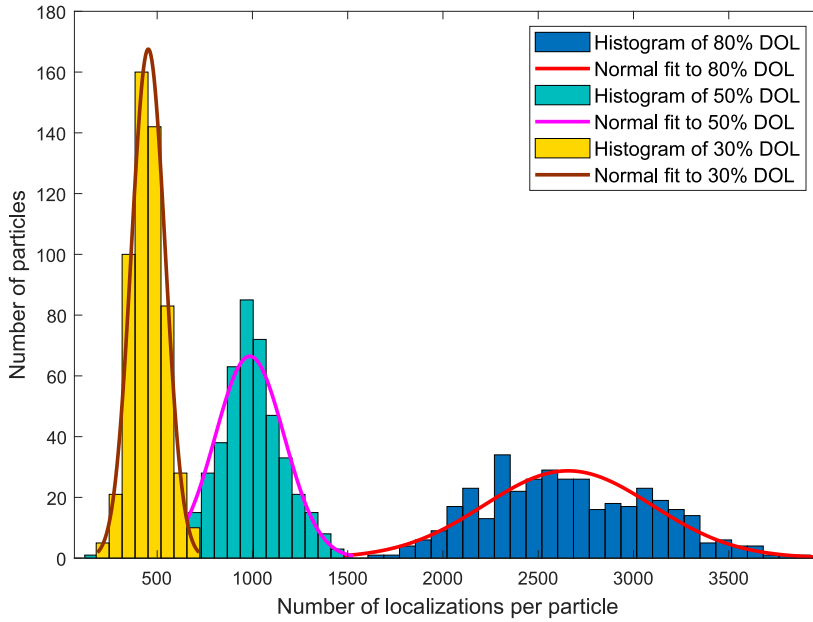 180
160
140
120
100
80
60
40
20
0
Number of particles
500
1000
1500
2000
2500
3000
3500
Number of localizations per particle
Histogram of 80% DOL
Normal fit to 80% DOL
Histogram of 50% DOL
Normal fit to 50% DOL
Histogram of 30% DOL
Normal fit to 30% DOL